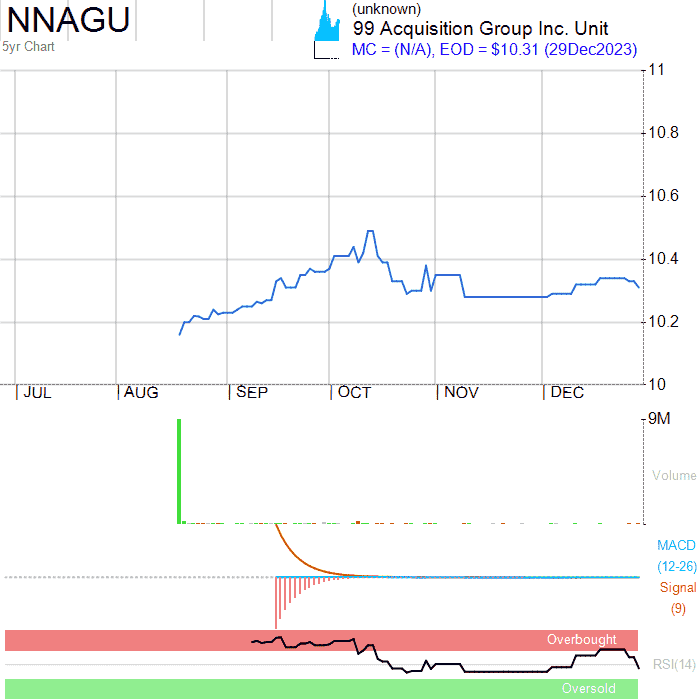 NNAGU
5yr Chart
(unknown)
99 Acquisition Group Inc. Unit
MC = (N/A), EOD = $10.31 (29Dec2023)
11
10.8
10.6
10.4
10.2
10
JUL AUG SEP OCT NOV DEC
9M
Volume
MACD
(12-26)
Signal
(9)
Overbought
RSI(14)
Oversold